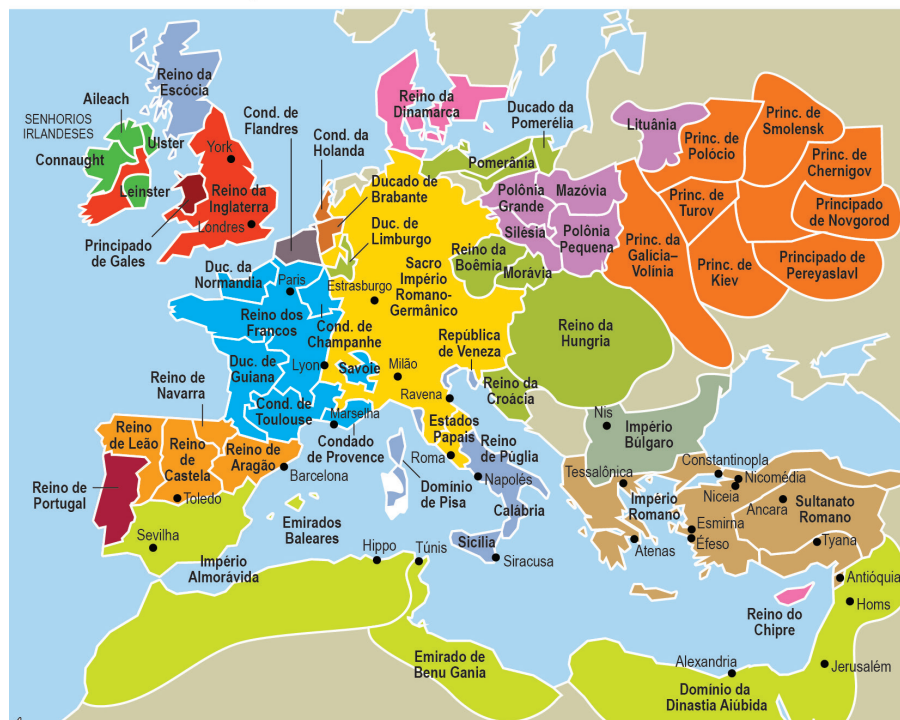 Reino da
Escócia
Aileach
SENHORIOS
IRLANDESES
Ulster
Connaught
Leinster
York
Reino da
Inglaterra
Londres
Principado
de Gales
Cond. de
Flandres
Cond. da
Holanda
Reino da
Dinamarca
Ducado da
Pomerélia
Pomerânia
Ducado de
Brabante
Duc. de
Limburgo
Polônia
Grande
Mazóvia
Silésia
Polônia
Pequena
Lituânia
Princ. de
Polócio
Princ. de
Smolensk
Princ. de
Chernigov
Princ. de
Turov
Principado
de Novgorod
Princ. da
Galícia–
Volínia
Princ. de
Kiev
Principado de
Pereyaslavl
Duc. da
Normandia
Paris
Estrasburgo
Sacro
Império
Romano-
Germânico
Reino da
Boêmia
Morávia
Reino dos
Francos
Cond. de
Champanhe
Reino da
Hungria
República
de Veneza
Duc. de
Guiana
Lyon
Savoie
Milão
Ravena
Reino da
Croácia
Reino de
Navarra
Cond. de
Toulouse
Marselha
Condado
de Provence
Estados
Papais
Roma
Nis
Império
Búlgaro
Reino
de Leão
Reino
de
Castela
Reino de
Aragão
Barcelona
Reino de
Portugal
Toledo
Domínio
de Pisa
Reino
de Púglia
Napolés
Calábria
Tessalônica
Constantinopla
Nicomédia
Niceia
Império
Romano
Ancara
Sultanato
Romano
Esmirna
Éfeso
Atenas
Tyana
Sevilha
Emirados
Baleares
Império
Almorávida
Hippo
Túnis
Sicília
Siracusa
Antióquia
Homs
Reino do
Chipre
Emirado de
Benu Gania
Alexandria
Jerusalém
Domínio da
Dinastia Aiúbida